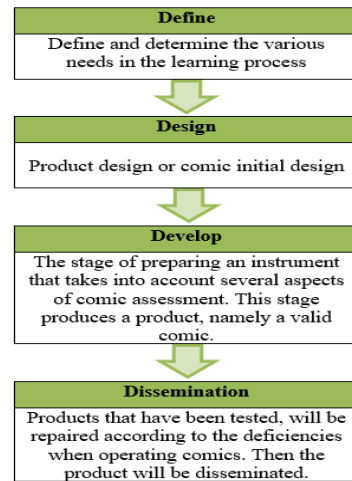 Define
Define and determine the various
needs in the learning process
Design
Product design or comic initial design
Develop
The stage of preparing an instrument
that takes into account several aspects
of comic assessment. This stage
produces a product, namely a valid
comic.
Dissemination
Products that have been tested, will be
repaired according to the deficiencies
when operating comics. Then the
product will be disseminated.